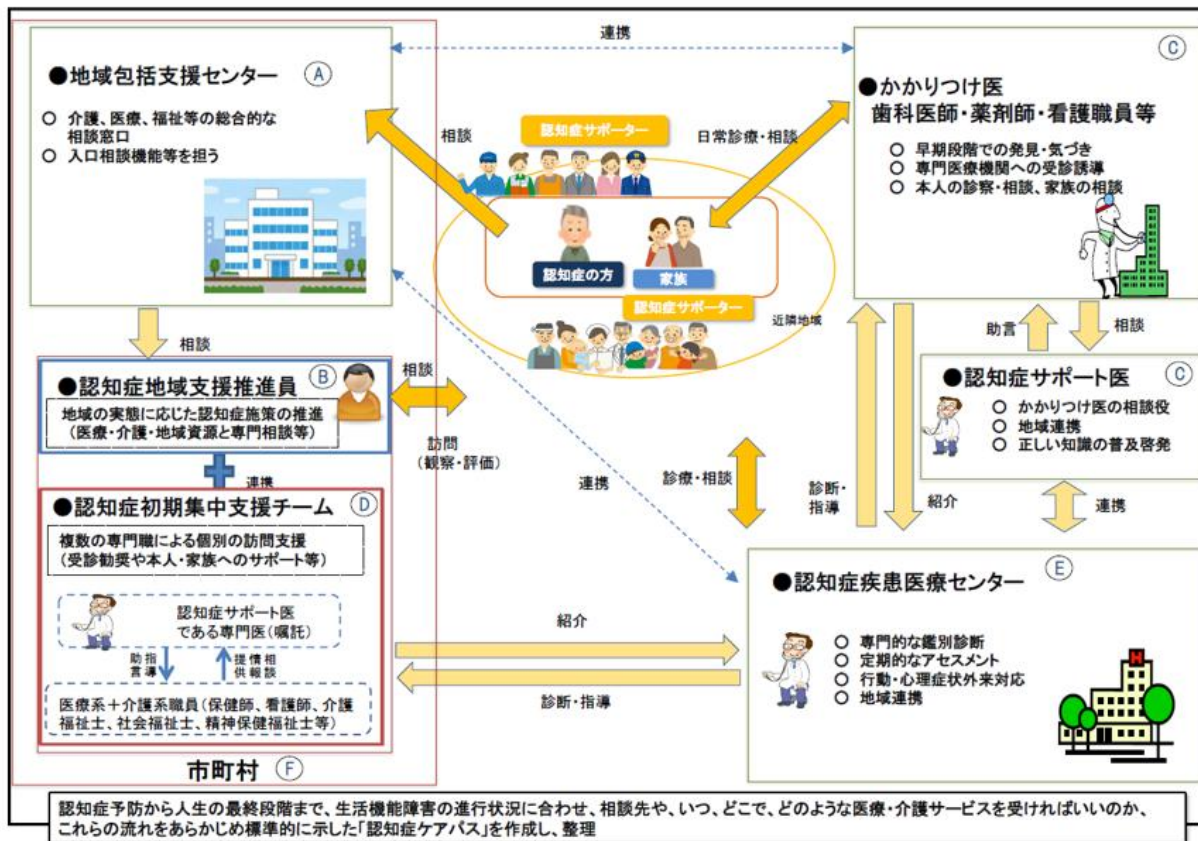 連携
●地域包括支援センター Ⓐ
○ 介護、医療、福祉等の総合的な
相談窓口
○ 入口相談機能等を担う
相談
認知症サポーター
日常診療・相談
認知症の方
家族
認知症サポーター
近隣地域
Ⓒ
●かかりつけ医
歯科医師・薬剤師・看護職員等
○ 早期段階での発見・気づき
○ 専門医療機関への受診誘導
○ 本人の診察・相談、家族の相談
相談
助言
相談
●認知症地域支援推進員 Ⓑ
地域の実態に応じた認知症施策の推進
(医療・介護・地域資源と専門相談等)
相談
訪問
(観察・評価)
連携
●認知症サポート医 Ⓒ
○ かかりつけ医の相談役
○ 地域連携
○ 正しい知識の普及啓発
連携
診療・相談
診断・
指導
紹介
連携
●認知症初期集中支援チーム Ⓓ
複数の専門職による個別の訪問支援
(受診勧奨や本人・家族へのサポート等)
認知症サポート医
である専門医(嘱託)
助言
指導
提供
情報
相談
医療系+介護系職員(保健師、看護師、介護
福祉士、社会福祉士、精神保健福祉士等)
紹介
診断・指導
●認知症疾患医療センター Ⓔ
○ 専門的な鑑別診断
○ 定期的なアセスメント
○ 行動・心理症状外来対応
○ 地域連携
H
市町村 Ⓕ
認知症予防から人生の最終段階まで、生活機能障害の進行状況に合わせ、相談先や、いつ、どこで、どのような医療・介護サービスを受ければいいのか、
これらの流れをあらかじめ標準的に示した「認知症ケアパス」を作成し、整理